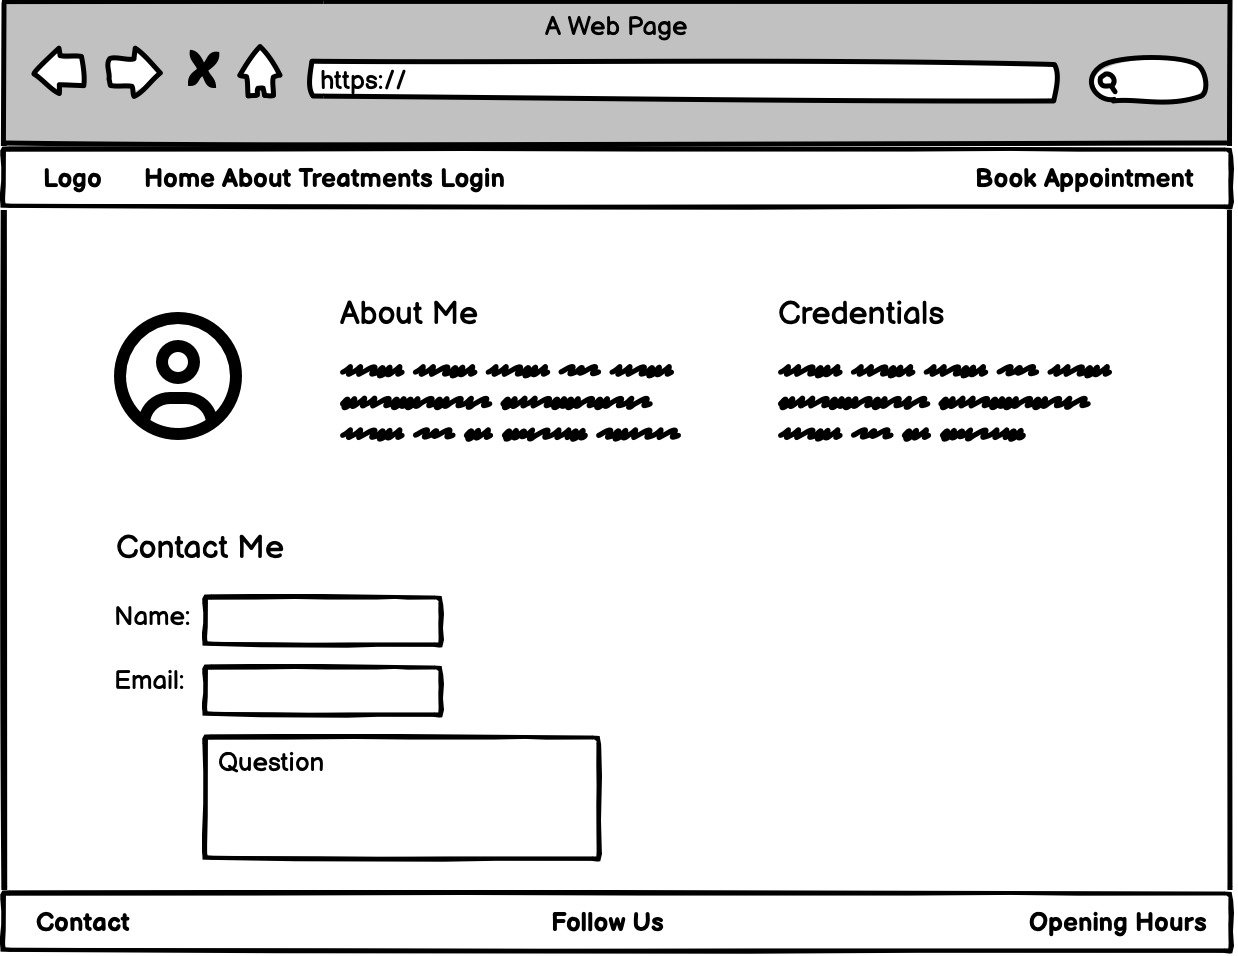 A Web Page
https://
Logo Home About Treatments Login Book Appointment
About Me
Credentials
Contact Me
Name:
Email:
Question
Contact Follow Us Opening Hours